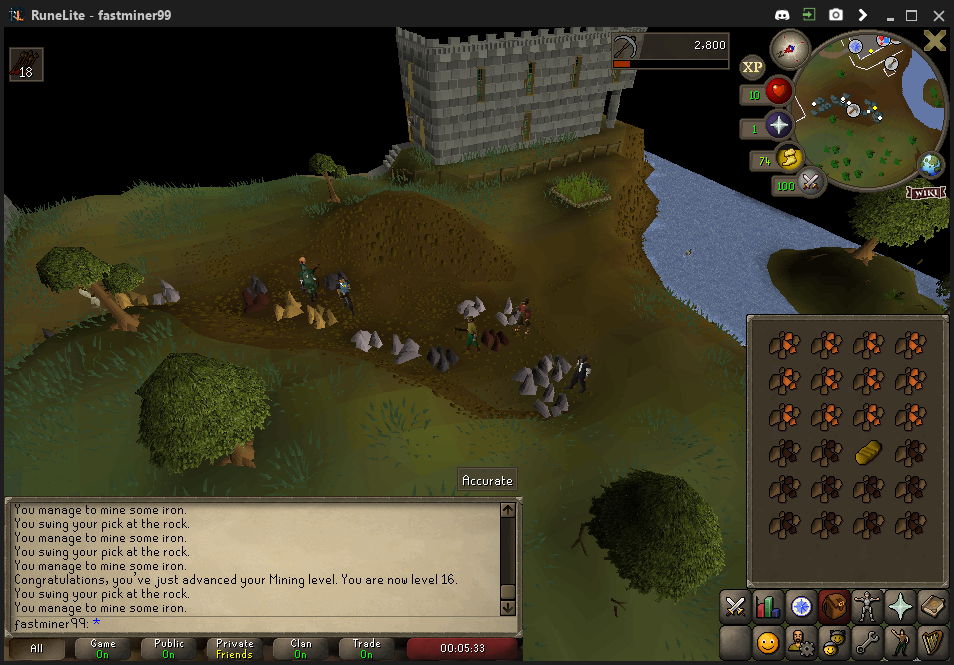 RuneLite - fastminer99
18
2,800
XP
10
1
74
100
WIKI
Accurate
You manage to mine some iron.
You swing your pick at the rock.
You manage to mine some iron.
You swing your pick at the rock.
You manage to mine some iron.
Congratulations, you've just advanced your Mining level. You are now level 16.
You swing your pick at the rock.
You manage to mine some iron.
fastminer99: *
All
Game
On
Public
On
Private
Friends
Clan
On
Trade
On
00:05:33